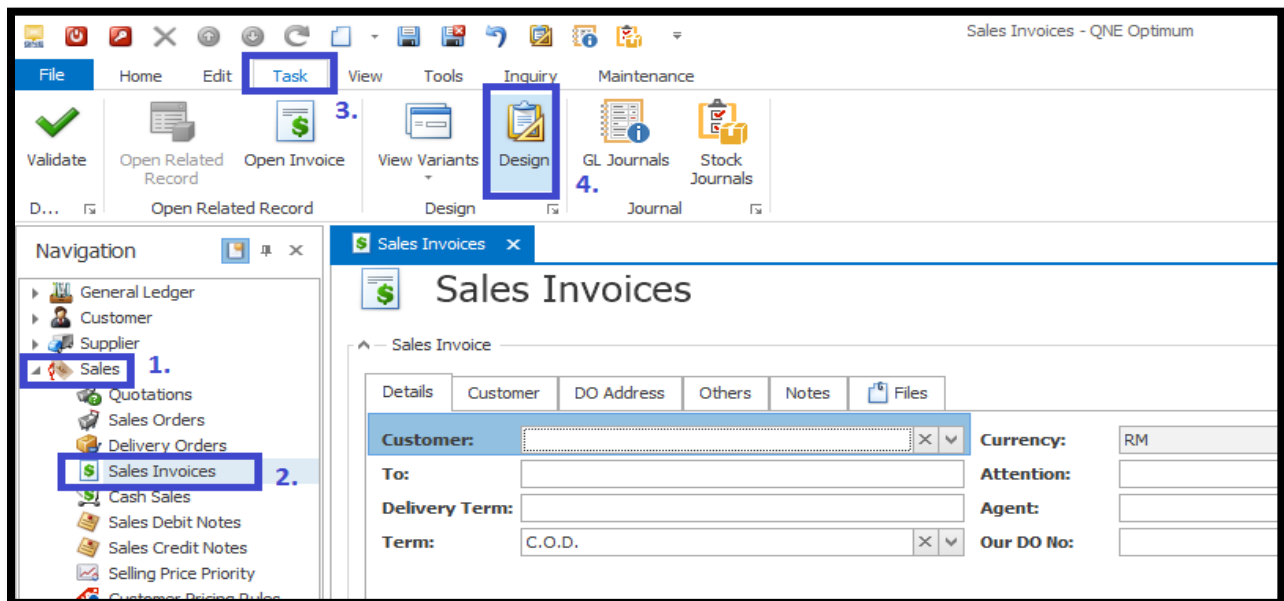 Sales Invoices - QNE Optimum
File Home Edit Task View Tools Inquiry Maintenance
3.
Validate Open Related Record Open Invoice View Variants Design GL Journals Stock Journals
4.
D... Open Related Record Design Journal
Navigation
General Ledger
Customer
Supplier
Sales 1.
Quotations
Sales Orders
Delivery Orders
Sales Invoices 2.
Cash Sales
Sales Debit Notes
Sales Credit Notes
Selling Price Priority
Customer Pricing Rules
Sales Invoices
Sales Invoices
Sales Invoice
Details Customer DO Address Others Notes Files
Customer: Currency: RM
To: Attention:
Delivery Term: Agent:
Term: C.O.D. Our DO No: